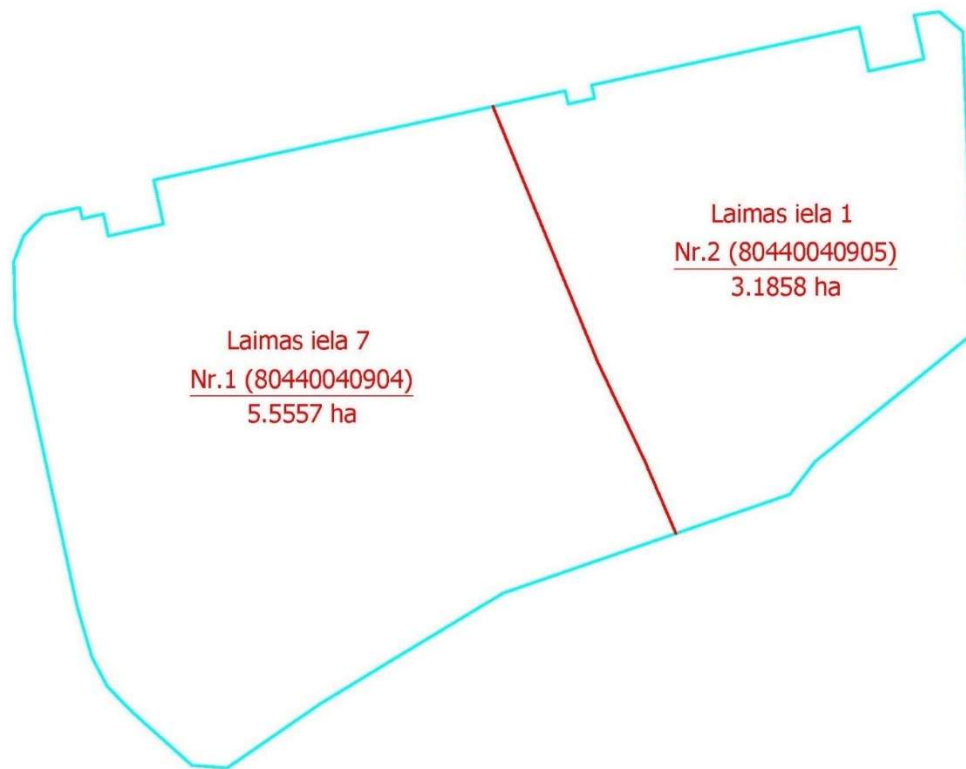 Laimas iela 7
Nr.1 (80440040904)
5.5557 ha
Laimas iela 1
Nr.2 (80440040905)
3.1858 ha